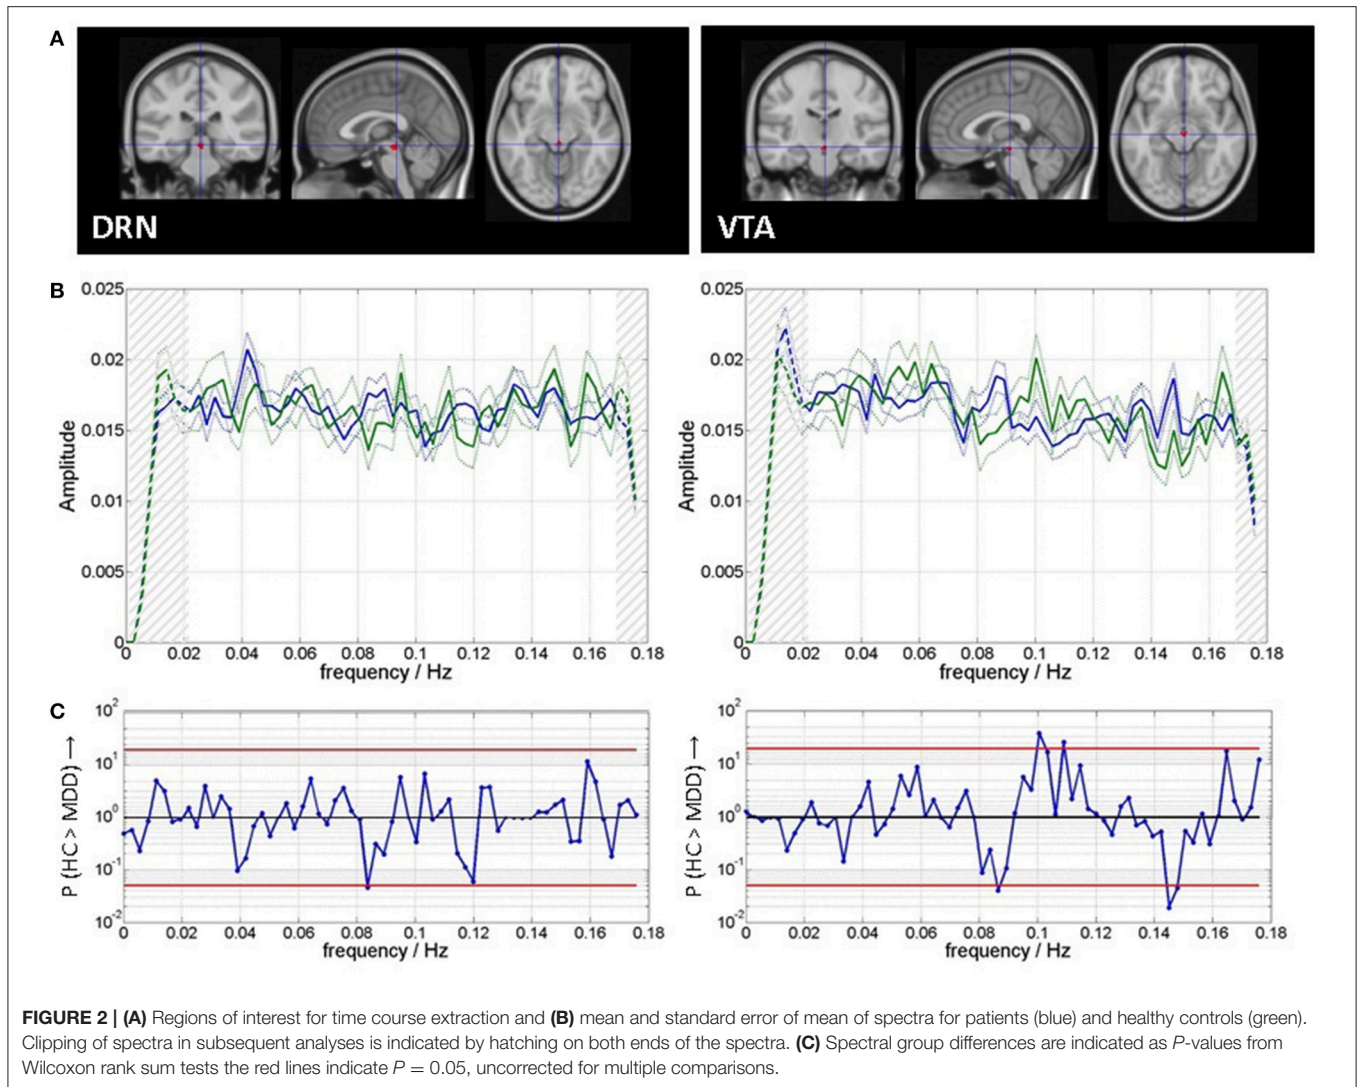 A
DRN
VTA
B
0.025
0.02
0.015
0.01
0.005
0
Amplitude
0 0.02 0.04 0.06 0.08 0.1 0.12 0.14 0.16 0.18
frequency / Hz
0.025
0.02
0.015
0.01
0.005
0
Amplitude
0 0.02 0.04 0.06 0.08 0.1 0.12 0.14 0.16 0.18
frequency / Hz
C
10²
10¹
10⁰
10⁻¹
10⁻²
P (HC > MDD) →
0 0.02 0.04 0.06 0.08 0.1 0.12 0.14 0.16 0.18
frequency / Hz
10²
10¹
10⁰
10⁻¹
10⁻²
P (HC > MDD) →
0 0.02 0.04 0.06 0.08 0.1 0.12 0.14 0.16 0.18
frequency / Hz
FIGURE 2 | (A) Regions of interest for time course extraction and (B) mean and standard error of mean of spectra for patients (blue) and healthy controls (green).
Clipping of spectra in subsequent analyses is indicated by hatching on both ends of the spectra. (C) Spectral group differences are indicated as P-values from
Wilcoxon rank sum tests the red lines indicate P = 0.05, uncorrected for multiple comparisons.